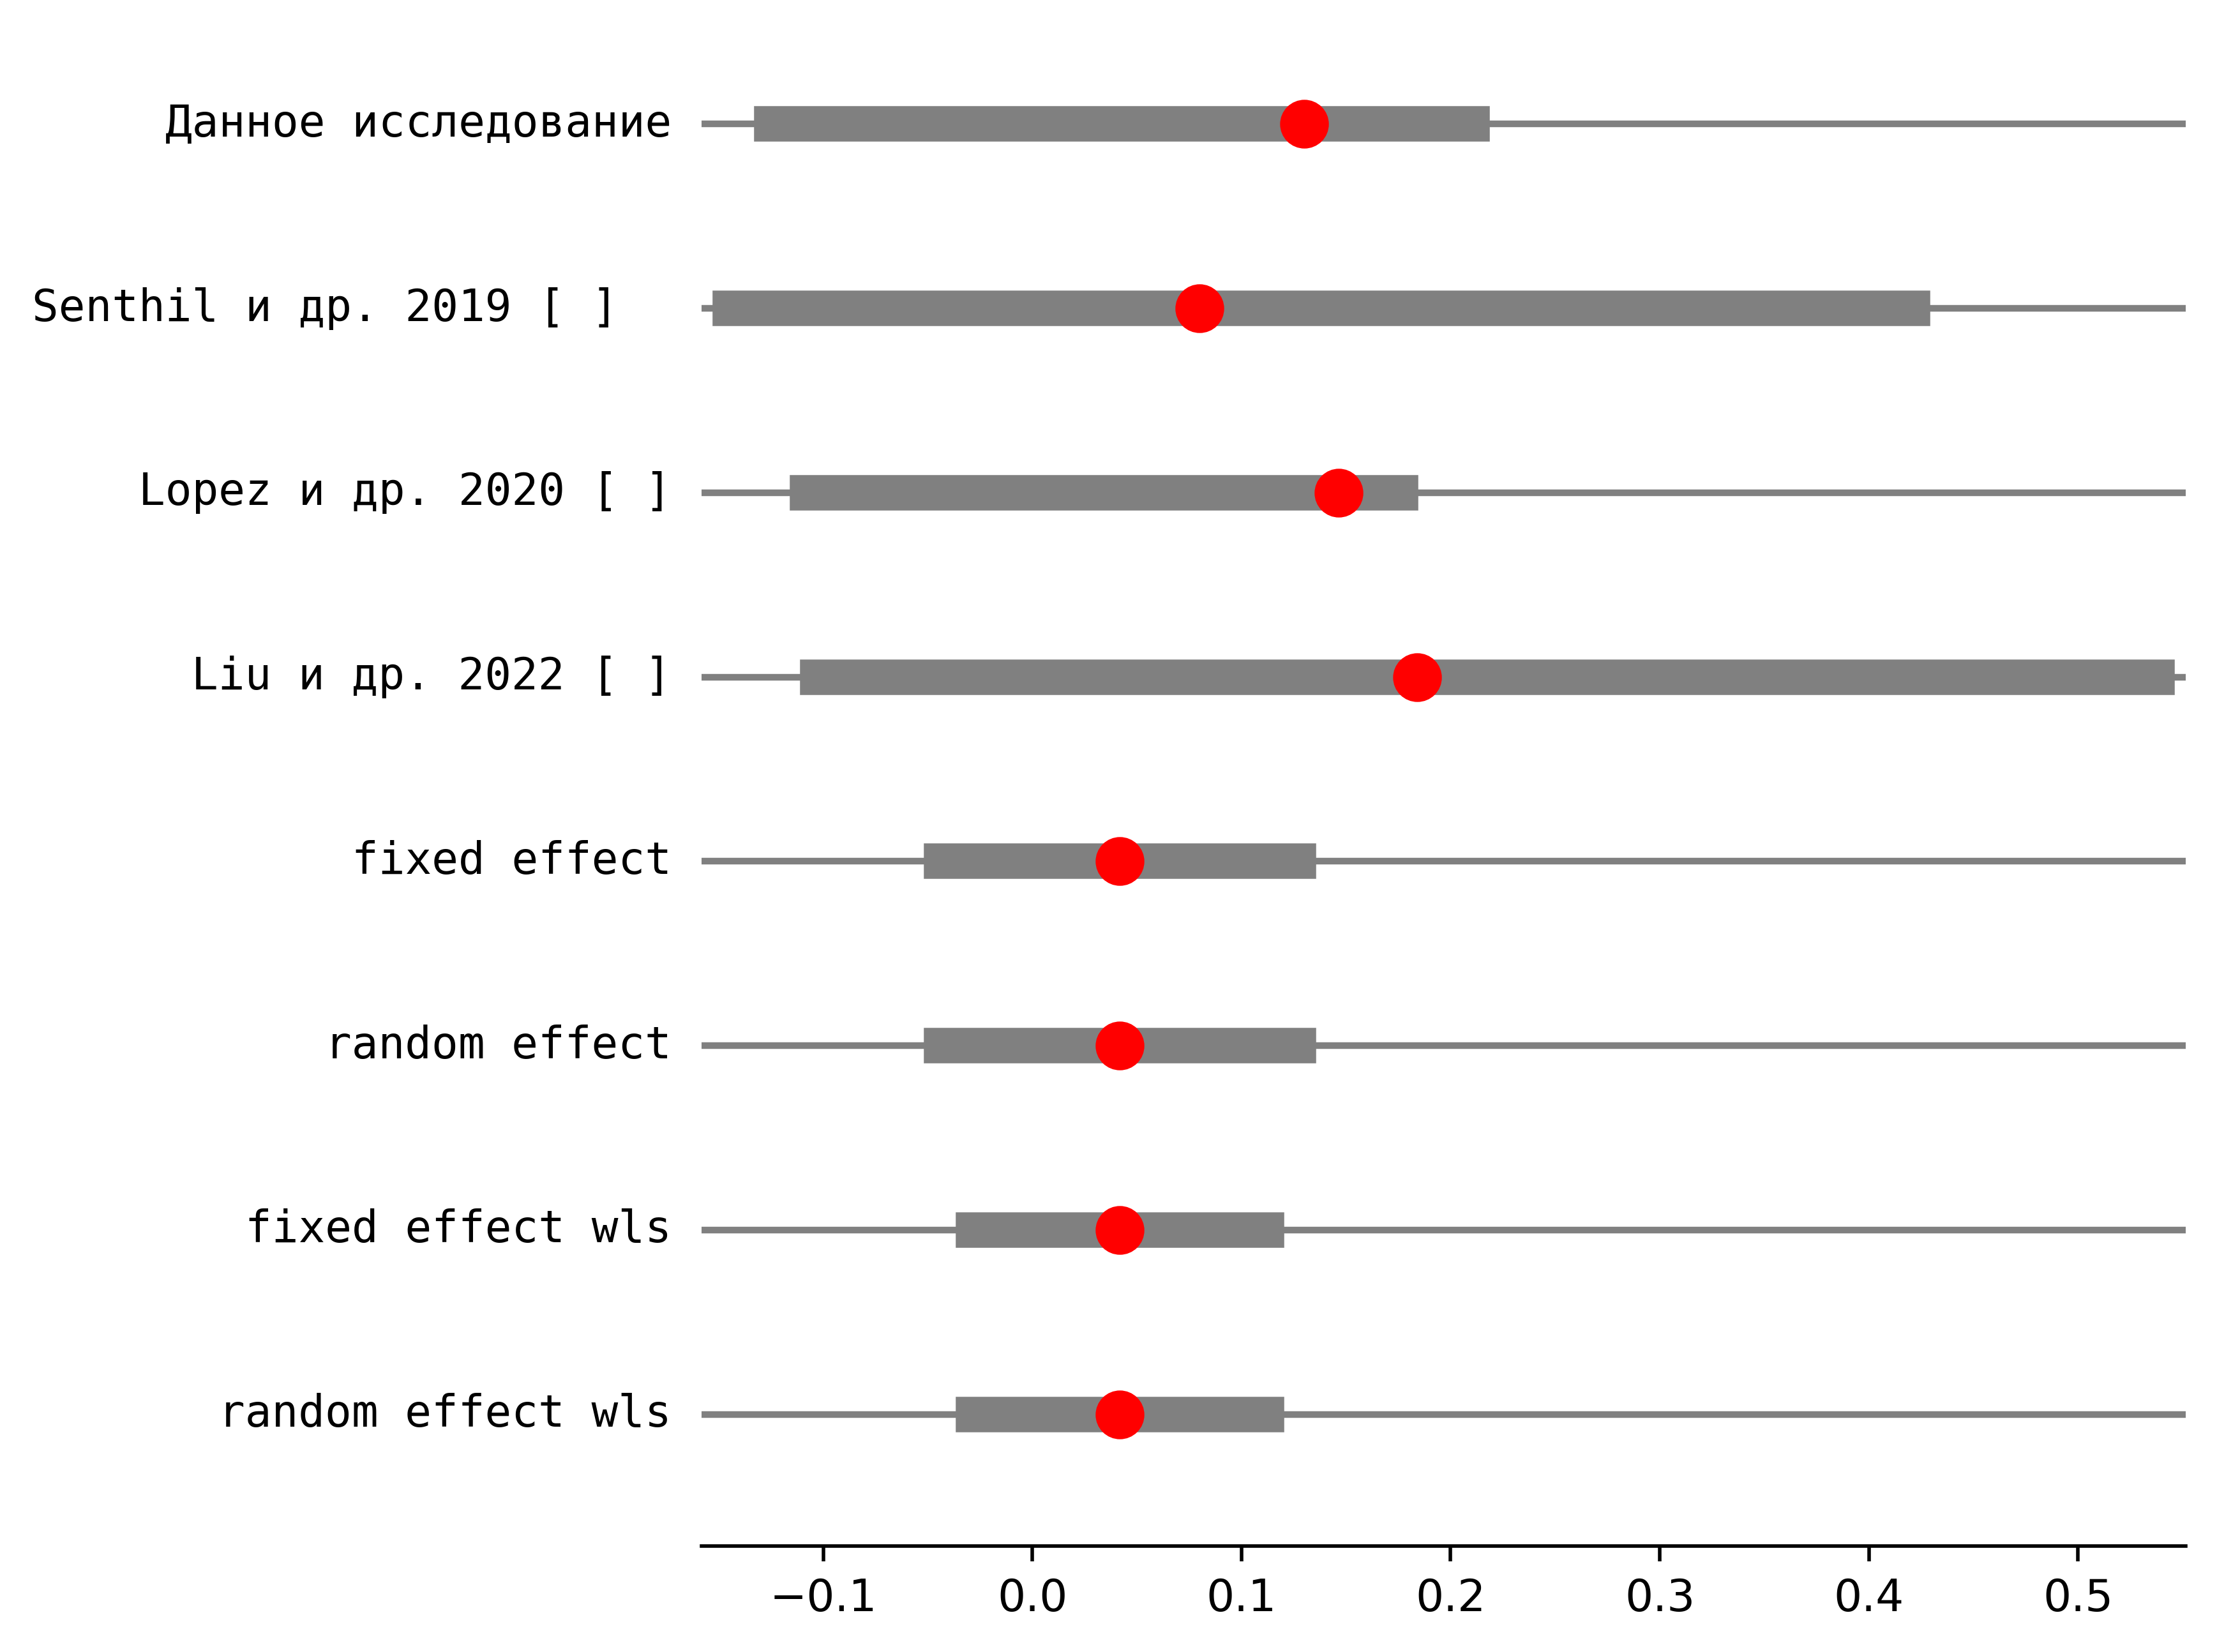 Данное исследование
Senthil и др. 2019 [ ]
Lopez и др. 2020 [ ]
Liu и др. 2022 [ ]
fixed effect
random effect
fixed effect wls
random effect wls
−0.1 0.0 0.1 0.2 0.3 0.4 0.5